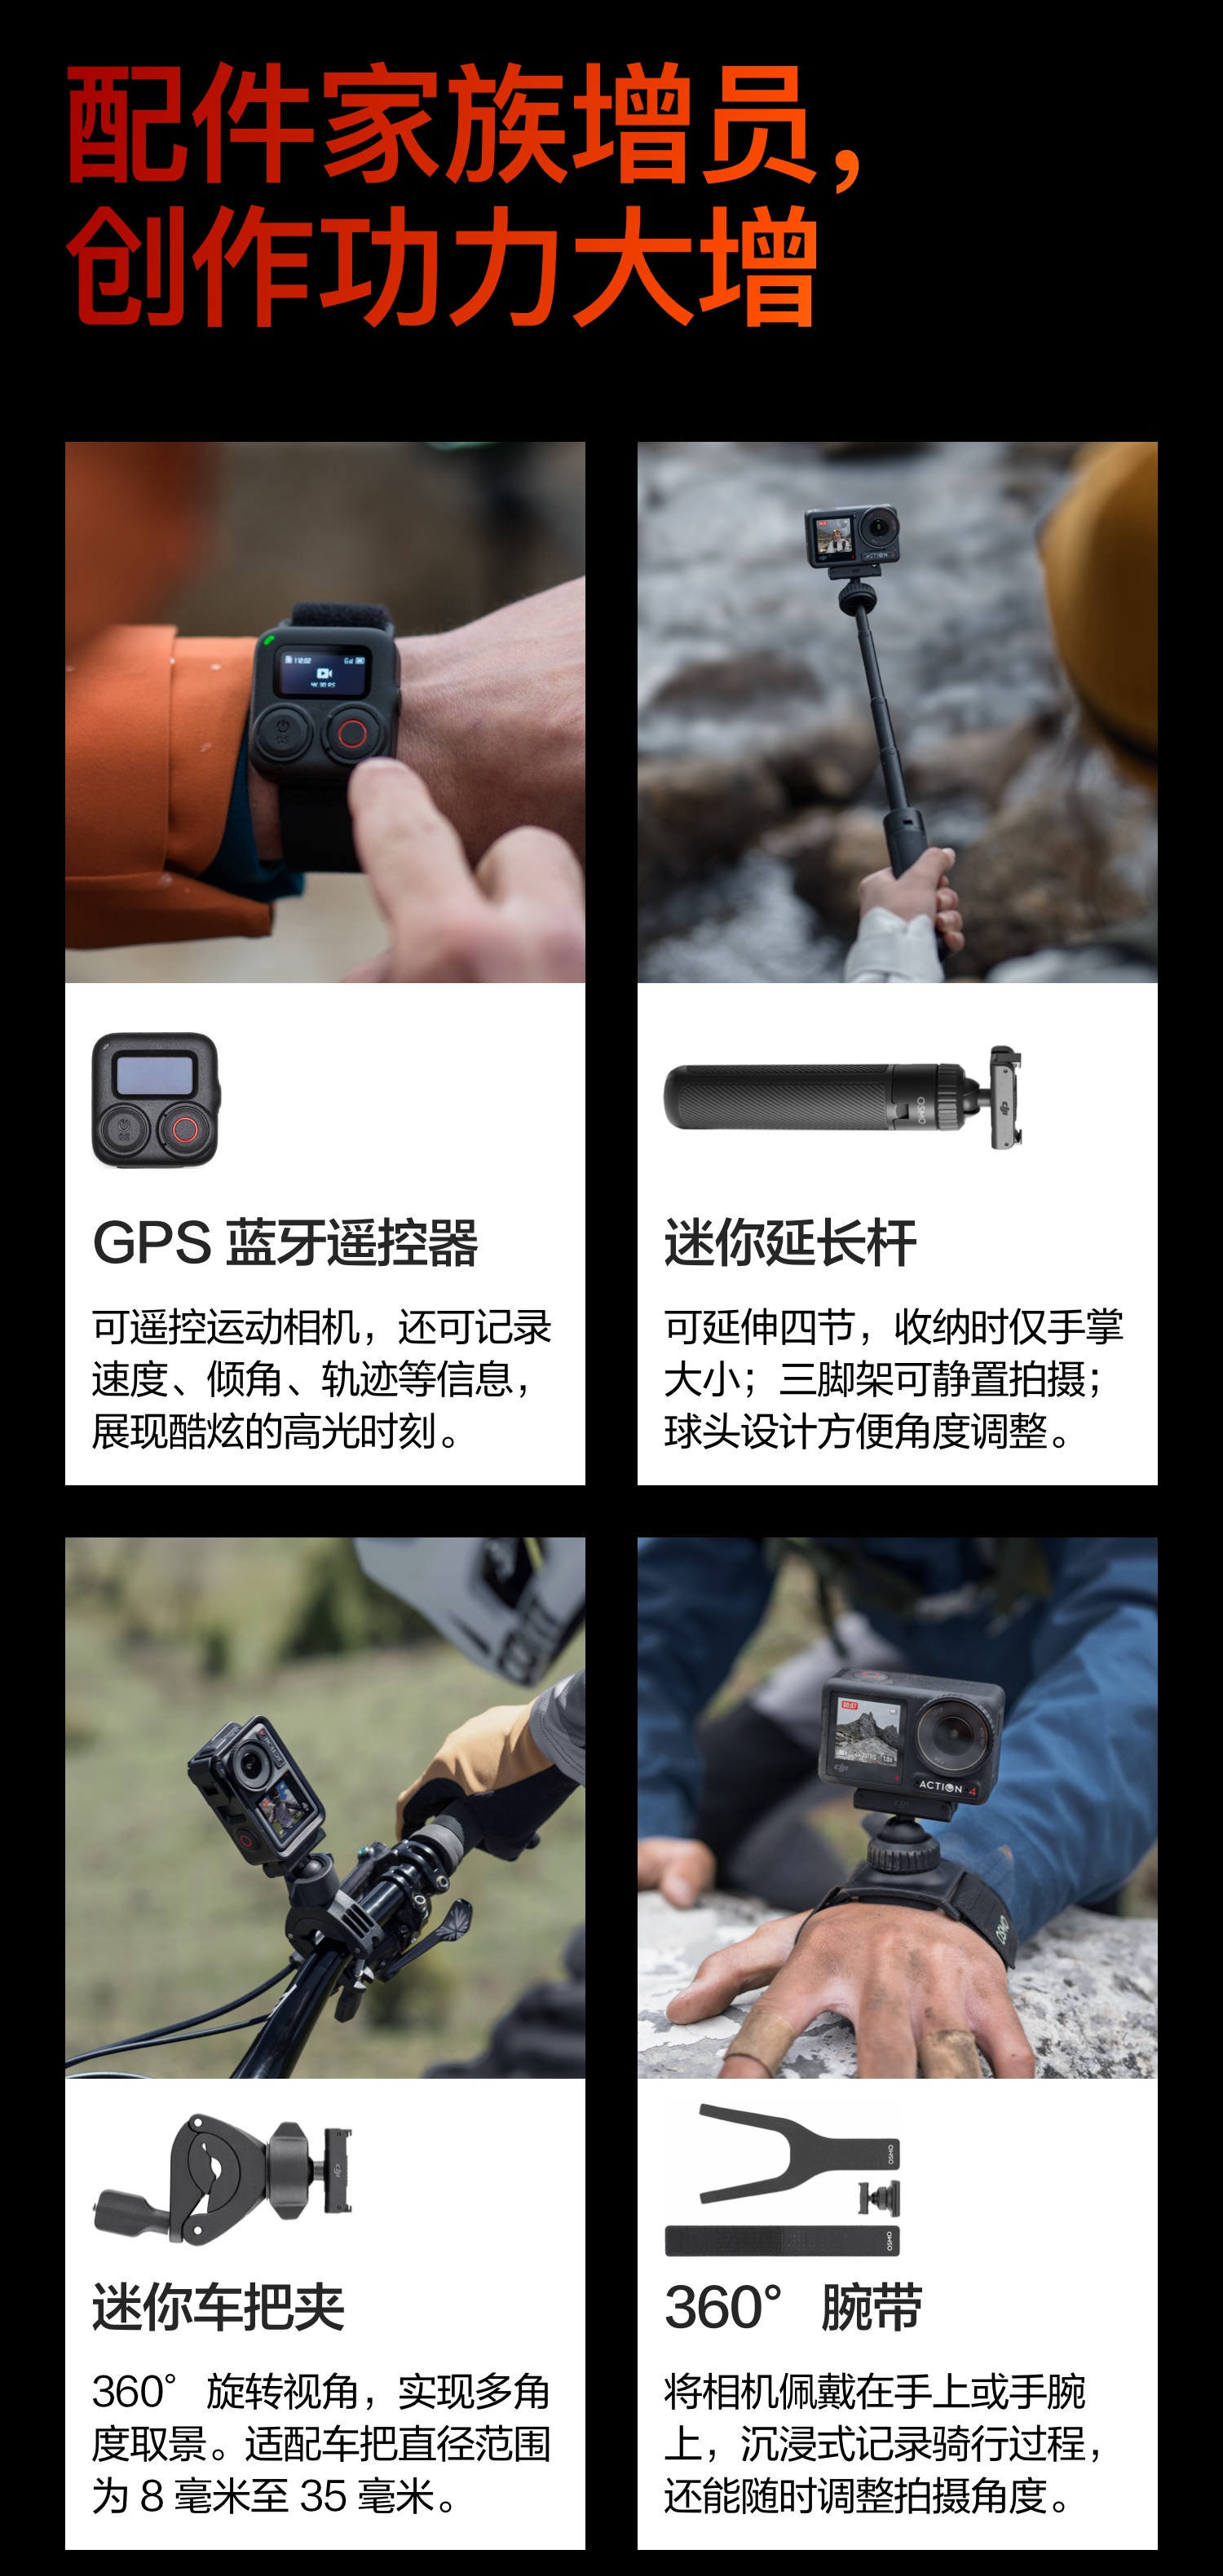 配件家族增员，
创作功力大增
GPS 蓝牙遥控器
可遥控运动相机，还可记录
速度、倾角、轨迹等信息，
展现酷炫的高光时刻。
OSMO
迷你延长杆
可延伸四节，收纳时仅手掌
大小；三脚架可静置拍摄；
球头设计方便角度调整。
迷你车把夹
360° 旋转视角，实现多角
度取景。适配车把直径范围
为 8 毫米至 35 毫米。
ACTION 4
OSMO
OSMO
360° 腕带
将相机佩戴在手上或手腕
上，沉浸式记录骑行过程，
还能随时调整拍摄角度。